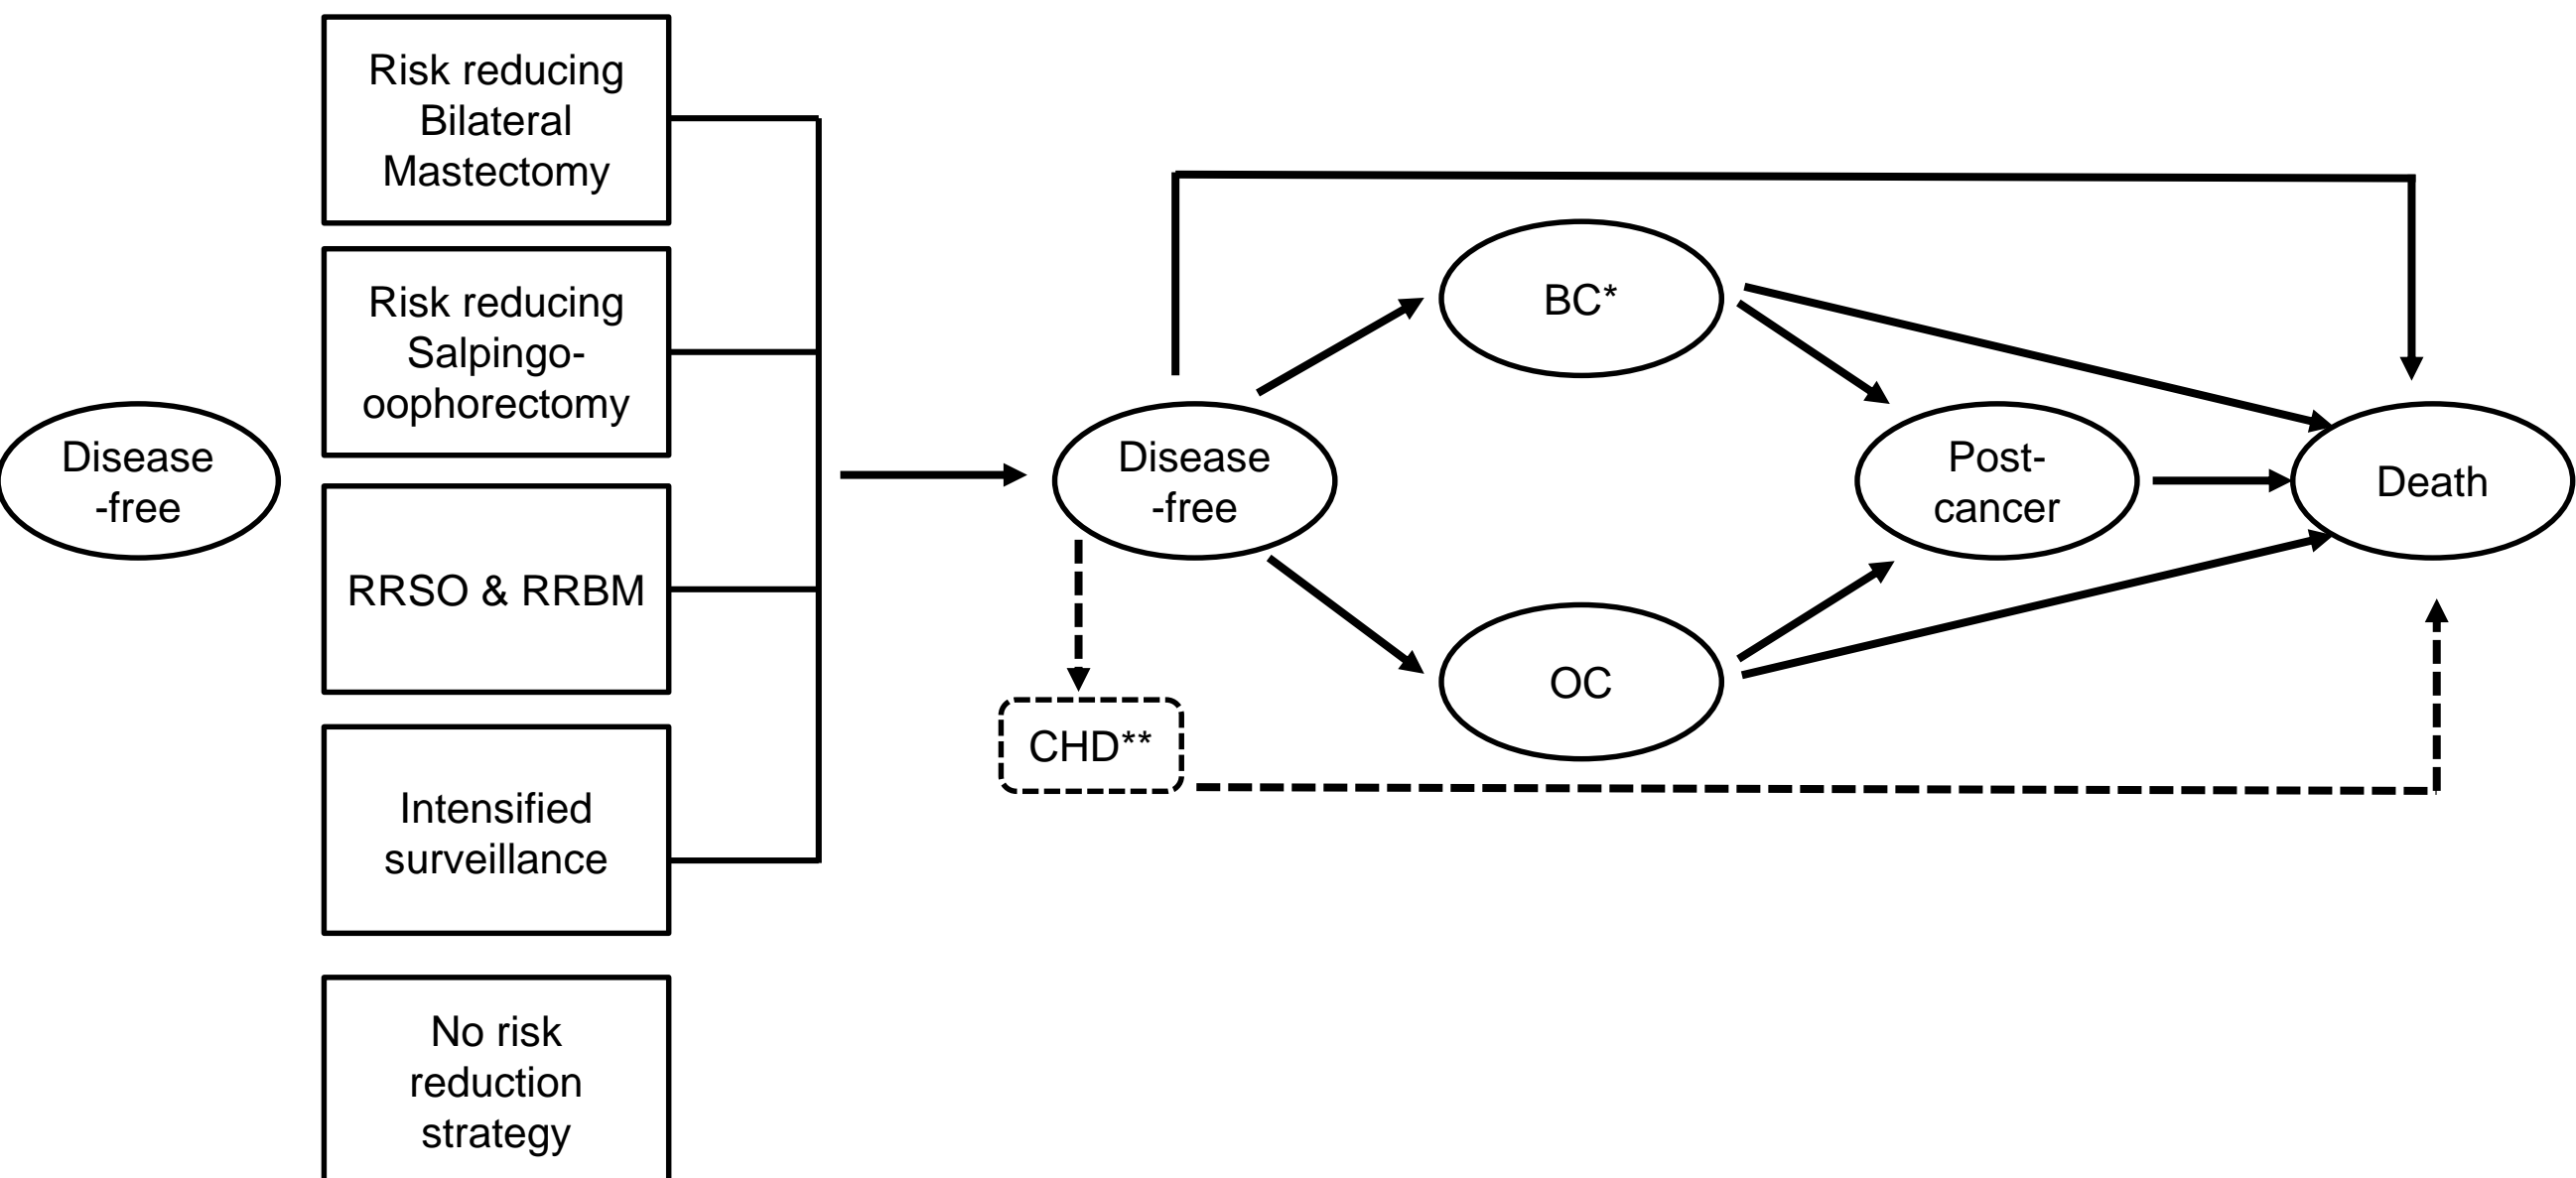 Disease
-free
Risk reducing
Bilateral
Mastectomy
Risk reducing
Salpingo-
oophorectomy
RRSO & RRBM
Intensified
surveillance
No risk
reduction
strategy
Disease
-free
BC*
OC
CHD**
Post-
cancer
Death